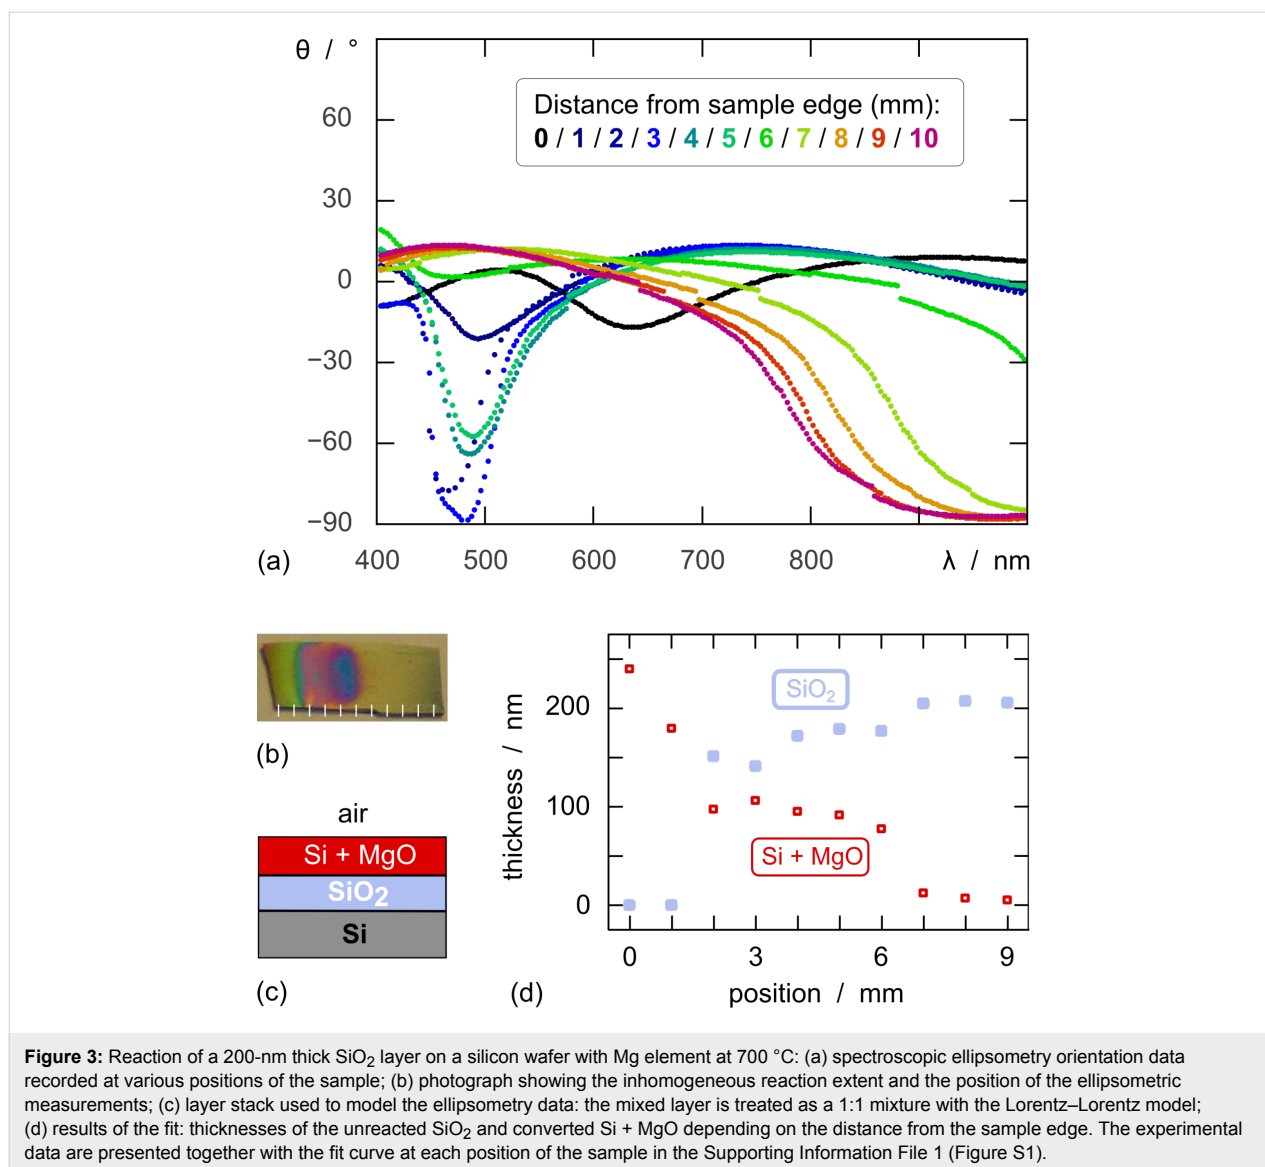 θ / °
60
30
0
−30
−60
−90
Distance from sample edge (mm):
0 / 1 / 2 / 3 / 4 / 5 / 6 / 7 / 8 / 9 / 10
400 500 600 700 800 λ / nm
(a)
(b)
air
Si + MgO
SiO2
Si
(c)
thickness / nm
200
100
0
SiO2
Si + MgO
0 3 6 9
position / mm
(d)
Figure 3: Reaction of a 200-nm thick SiO2 layer on a silicon wafer with Mg element at 700 °C: (a) spectroscopic ellipsometry orientation data
recorded at various positions of the sample; (b) photograph showing the inhomogeneous reaction extent and the position of the ellipsometric
measurements; (c) layer stack used to model the ellipsometry data: the mixed layer is treated as a 1:1 mixture with the Lorentz–Lorentz model;
(d) results of the fit: thicknesses of the unreacted SiO2 and converted Si + MgO depending on the distance from the sample edge. The experimental
data are presented together with the fit curve at each position of the sample in the Supporting Information File 1 (Figure S1).